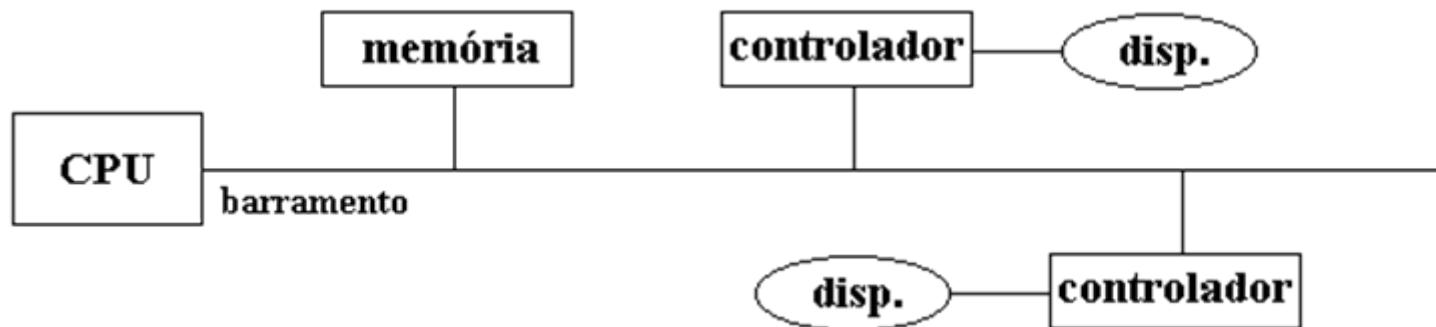 memória
controlador
disp.
CPU
barramento
disp.
controlador